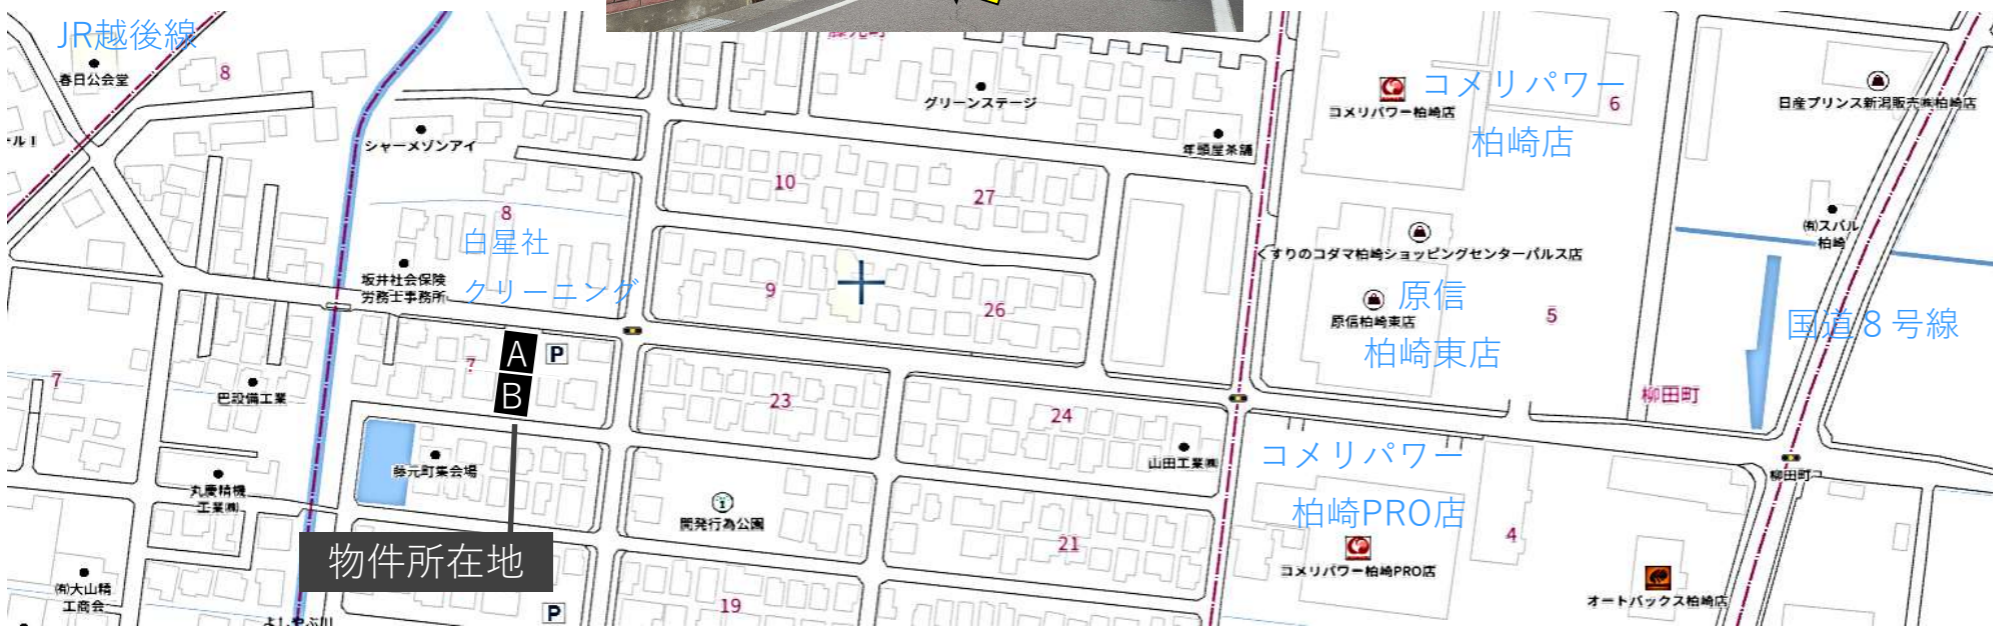 JR越後線
春日公会堂
8
シャーメゾンアイ
グリーンステージ
年頭屋茶舗
コメリパワー
柏崎店
コメリパワー柏崎店
6
日産プリンス新潟販売㈱柏崎店
10
27
8
白星社
クリーニング
坂井社会保険
労務士事務所
9
26
くすりのコダマ柏崎ショッピングセンターパルス店
㈲スバル
柏崎
原信
柏崎東店
原信柏崎東店
5
国道8号線
A
P
B
7
7
巴設備工業
23
24
柳田町
山田工業㈱
コメリパワー
柏崎PRO店
コメリパワー柏崎PRO店
柳田町
藤元町集会場
丸慶精機
工業㈱
開発行為公園
21
4
物件所在地
㈲大山精
工商会
P
19
オートバックス柏崎店
よしやぶ川